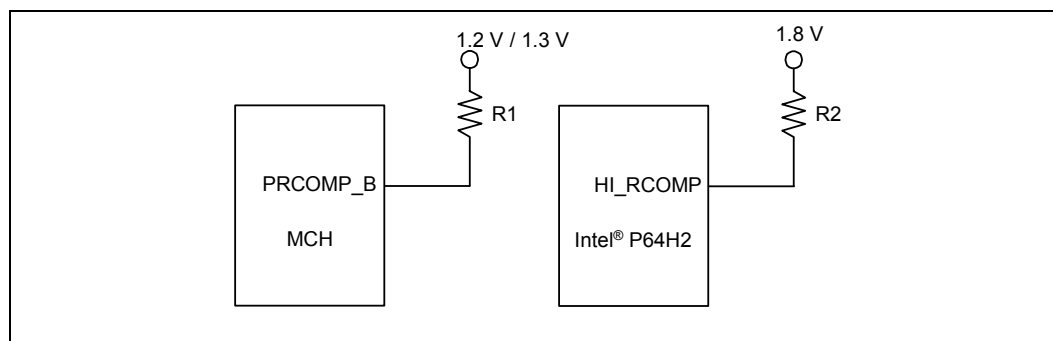 1.2 V / 1.3 V
R1
PRCOMP_B
MCH
1.8 V
R2
HI_RCOMP
Intel® P64H2